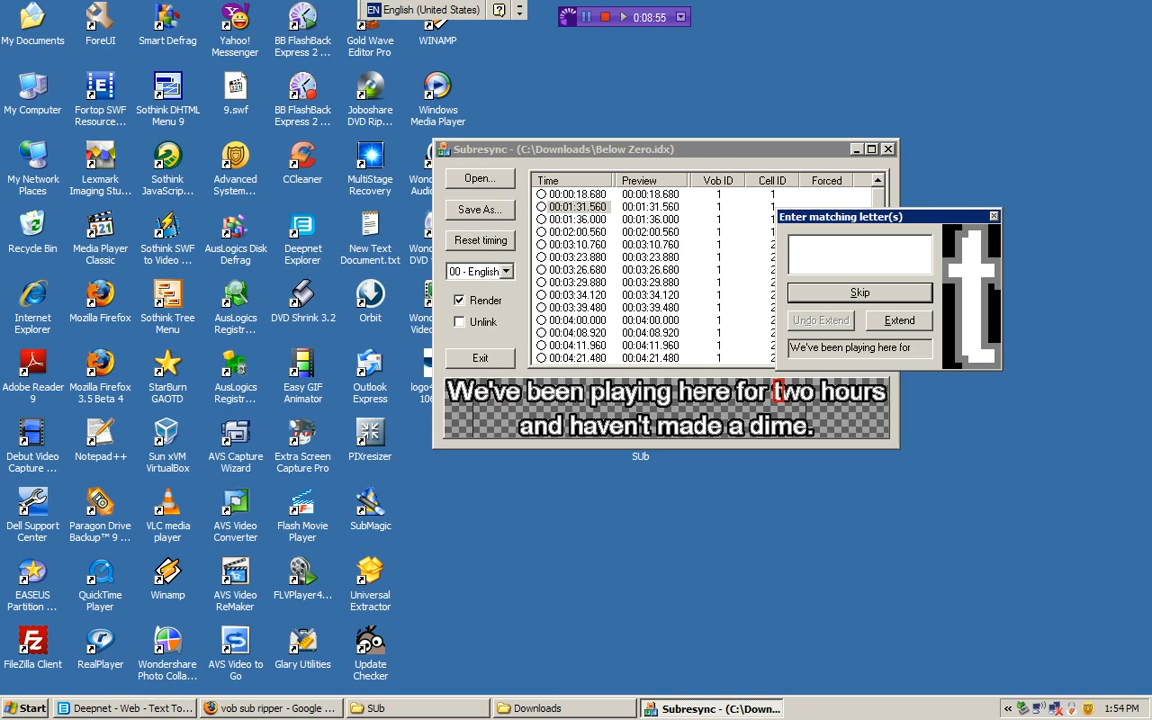 EN English (United States)
0:08:55
My Documents
ForeUI
Smart Defrag
Yahoo!
Messenger
BB FlashBack
Express 2 ...
Gold Wave
Editor Pro
WINAMP
My Computer
Fortop SWF
Resource...
Sothink DHTML
Menu 9
9.swf
BB FlashBack
Express 2 ...
Joboshare
DVD Rip...
Windows
Media Player
My Network
Places
Lexmark
Imaging Stu...
Sothink
JavaScrip...
Advanced
System...
CCleaner
MultiStage
Recovery
Recycle Bin
Media Player
Classic
Sothink SWF
to Video ...
AusLogics Disk
Defrag
Deepnet
Explorer
New Text
Document.txt
Internet
Explorer
Mozilla Firefox
Sothink Tree
Menu
AusLogics
Registr...
DVD Shrink 3.2
Orbit
Adobe Reader
9
Mozilla Firefox
3.5 Beta 4
StarBurn
GAOTD
AusLogics
Registr...
Easy GIF
Animator
Outlook
Express
Debut Video
Capture ...
Notepad++
Sun xVM
VirtualBox
AVS Capture
Wizard
Extra Screen
Capture Pro
PIXresizer
Dell Support
Center
Paragon Drive
Backup™ 9 ...
VLC media
player
AVS Video
Converter
Flash Movie
Player
SubMagic
EASEUS
Partition ...
QuickTime
Player
Winamp
AVS Video
ReMaker
FLVPlayer4...
Universal
Extractor
FileZilla Client
RealPlayer
Wondershare
Photo Colla...
AVS Video to
Go
Glary Utilities
Update
Checker
Subresync - (C:\Downloads\Below Zero.idx)
Open...
Save As...
Reset timing
00 - English
Render
Unlink
Exit
Time Preview Vob ID Cell ID Forced
00:00:18.680 00:00:18.680 1 1
00:01:31.560 00:01:31.560 1
00:01:36.000 00:01:36.000 1
00:02:00.560 00:02:00.560 1
00:03:10.760 00:03:10.760 1
00:03:23.880 00:03:23.880 1
00:03:26.680 00:03:26.680 1
00:03:29.880 00:03:29.880 1
00:03:34.120 00:03:34.120 1
00:03:39.480 00:03:39.480 1
00:04:00.000 00:04:00.000 1
00:04:08.920 00:04:08.920 1
00:04:11.960 00:04:11.960 1
00:04:21.480 00:04:21.480 1
Enter matching letter(s)
Skip
Undo Extend
Extend
We've been playing here for
t
We've been playing here for two hours
and haven't made a dime.
SUb
Start
Deepnet - Web - Text To...
vob sub ripper - Google ...
SUb
Downloads
Subresync - (C:\Down...
1:54 PM